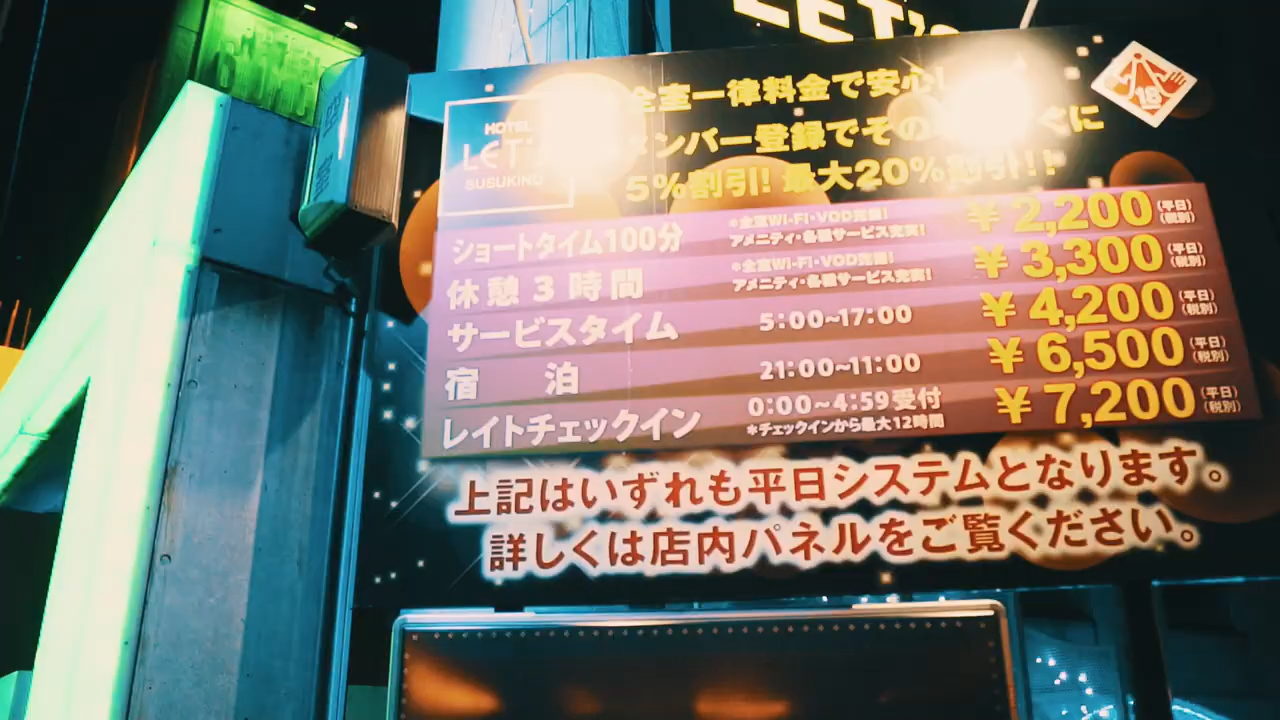 LET's
全室一律料金で安心!
メンバー登録でその
ぐに
5%割引! 最大20%割引!!
18
HOTEL
LET'
SUSUKINO
ショートタイム100分 *全室Wi-Fi・VOD完備! アメニティ・各種サービス充実! ¥2,200 (平日)(税別)
休憩3時間 *全室Wi-Fi・VOD完備! アメニティ・各種サービス充実! ¥3,300 (平日)(税別)
サービスタイム 5:00~17:00 ¥4,200 (平日)(税別)
宿泊 21:00~11:00 ¥6,500 (平日)(税別)
レイトチェックイン 0:00~4:59受付 *チェックインから最大12時間 ¥7,200 (平日)(税別)
上記はいずれも平日システムとなります。
詳しくは店内パネルをご覧ください。